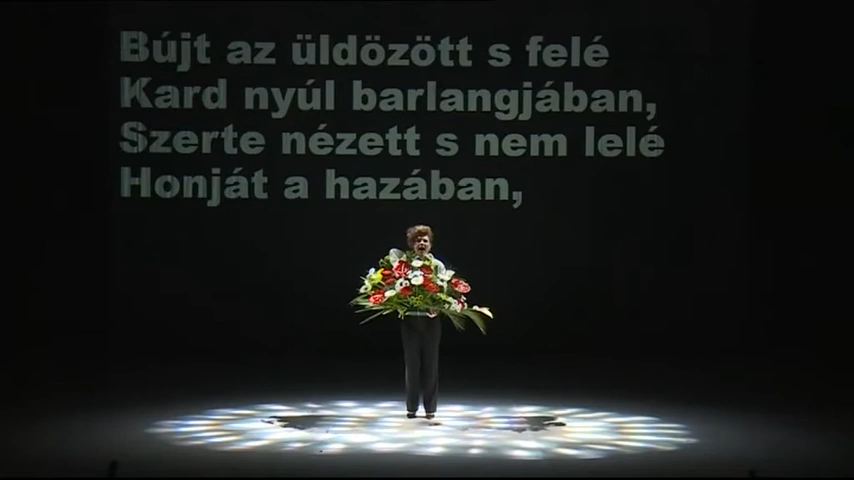 Bújt az üldözött s felé
Kard nyúl barlangjában,
Szerte nézett s nem lelé
Honját a hazában,